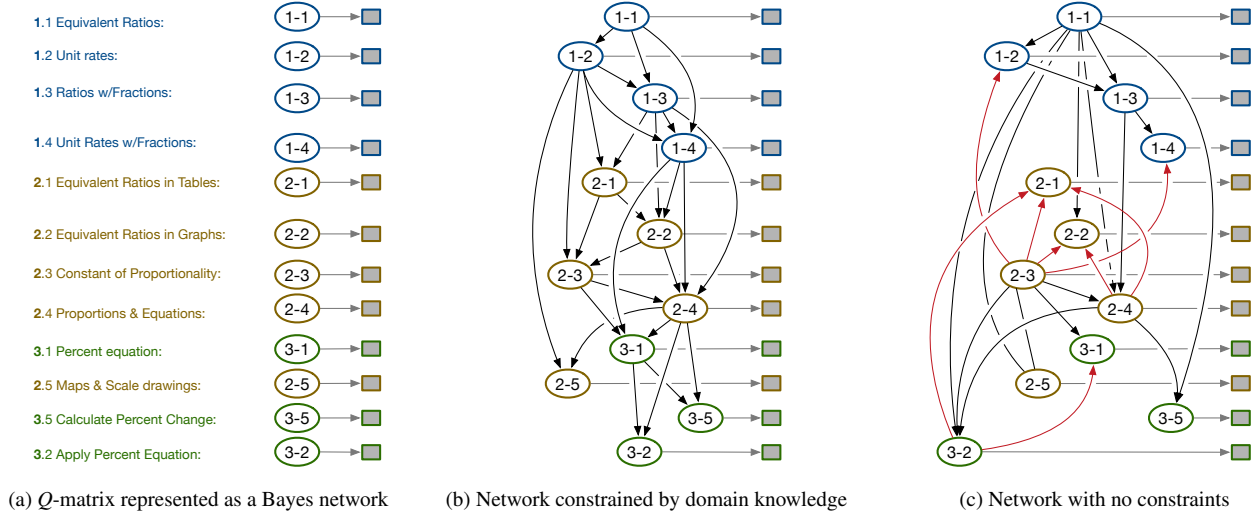 1.1 Equivalent Ratios:
1-1
1.2 Unit rates:
1-2
1.3 Ratios w/Fractions:
1-3
1.4 Unit Rates w/Fractions:
1-4
2.1 Equivalent Ratios in Tables:
2-1
2.2 Equivalent Ratios in Graphs:
2-2
2.3 Constant of Proportionality:
2-3
2.4 Proportions & Equations:
2-4
3.1 Percent equation:
3-1
2.5 Maps & Scale drawings:
2-5
3.5 Calculate Percent Change:
3-5
3.2 Apply Percent Equation:
3-2
(a) Q-matrix represented as a Bayes network
1-1
1-2
1-3
1-4
2-1
2-2
2-3
2-4
3-1
2-5
3-5
3-2
(b) Network constrained by domain knowledge
1-1
1-2
1-3
1-4
2-1
2-2
2-3
2-4
3-1
2-5
3-5
3-2
(c) Network with no constraints